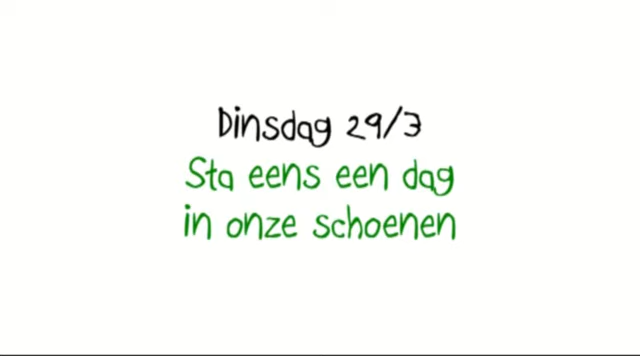 Dinsdag 29/3
Sta eens een dag
in onze schoenen